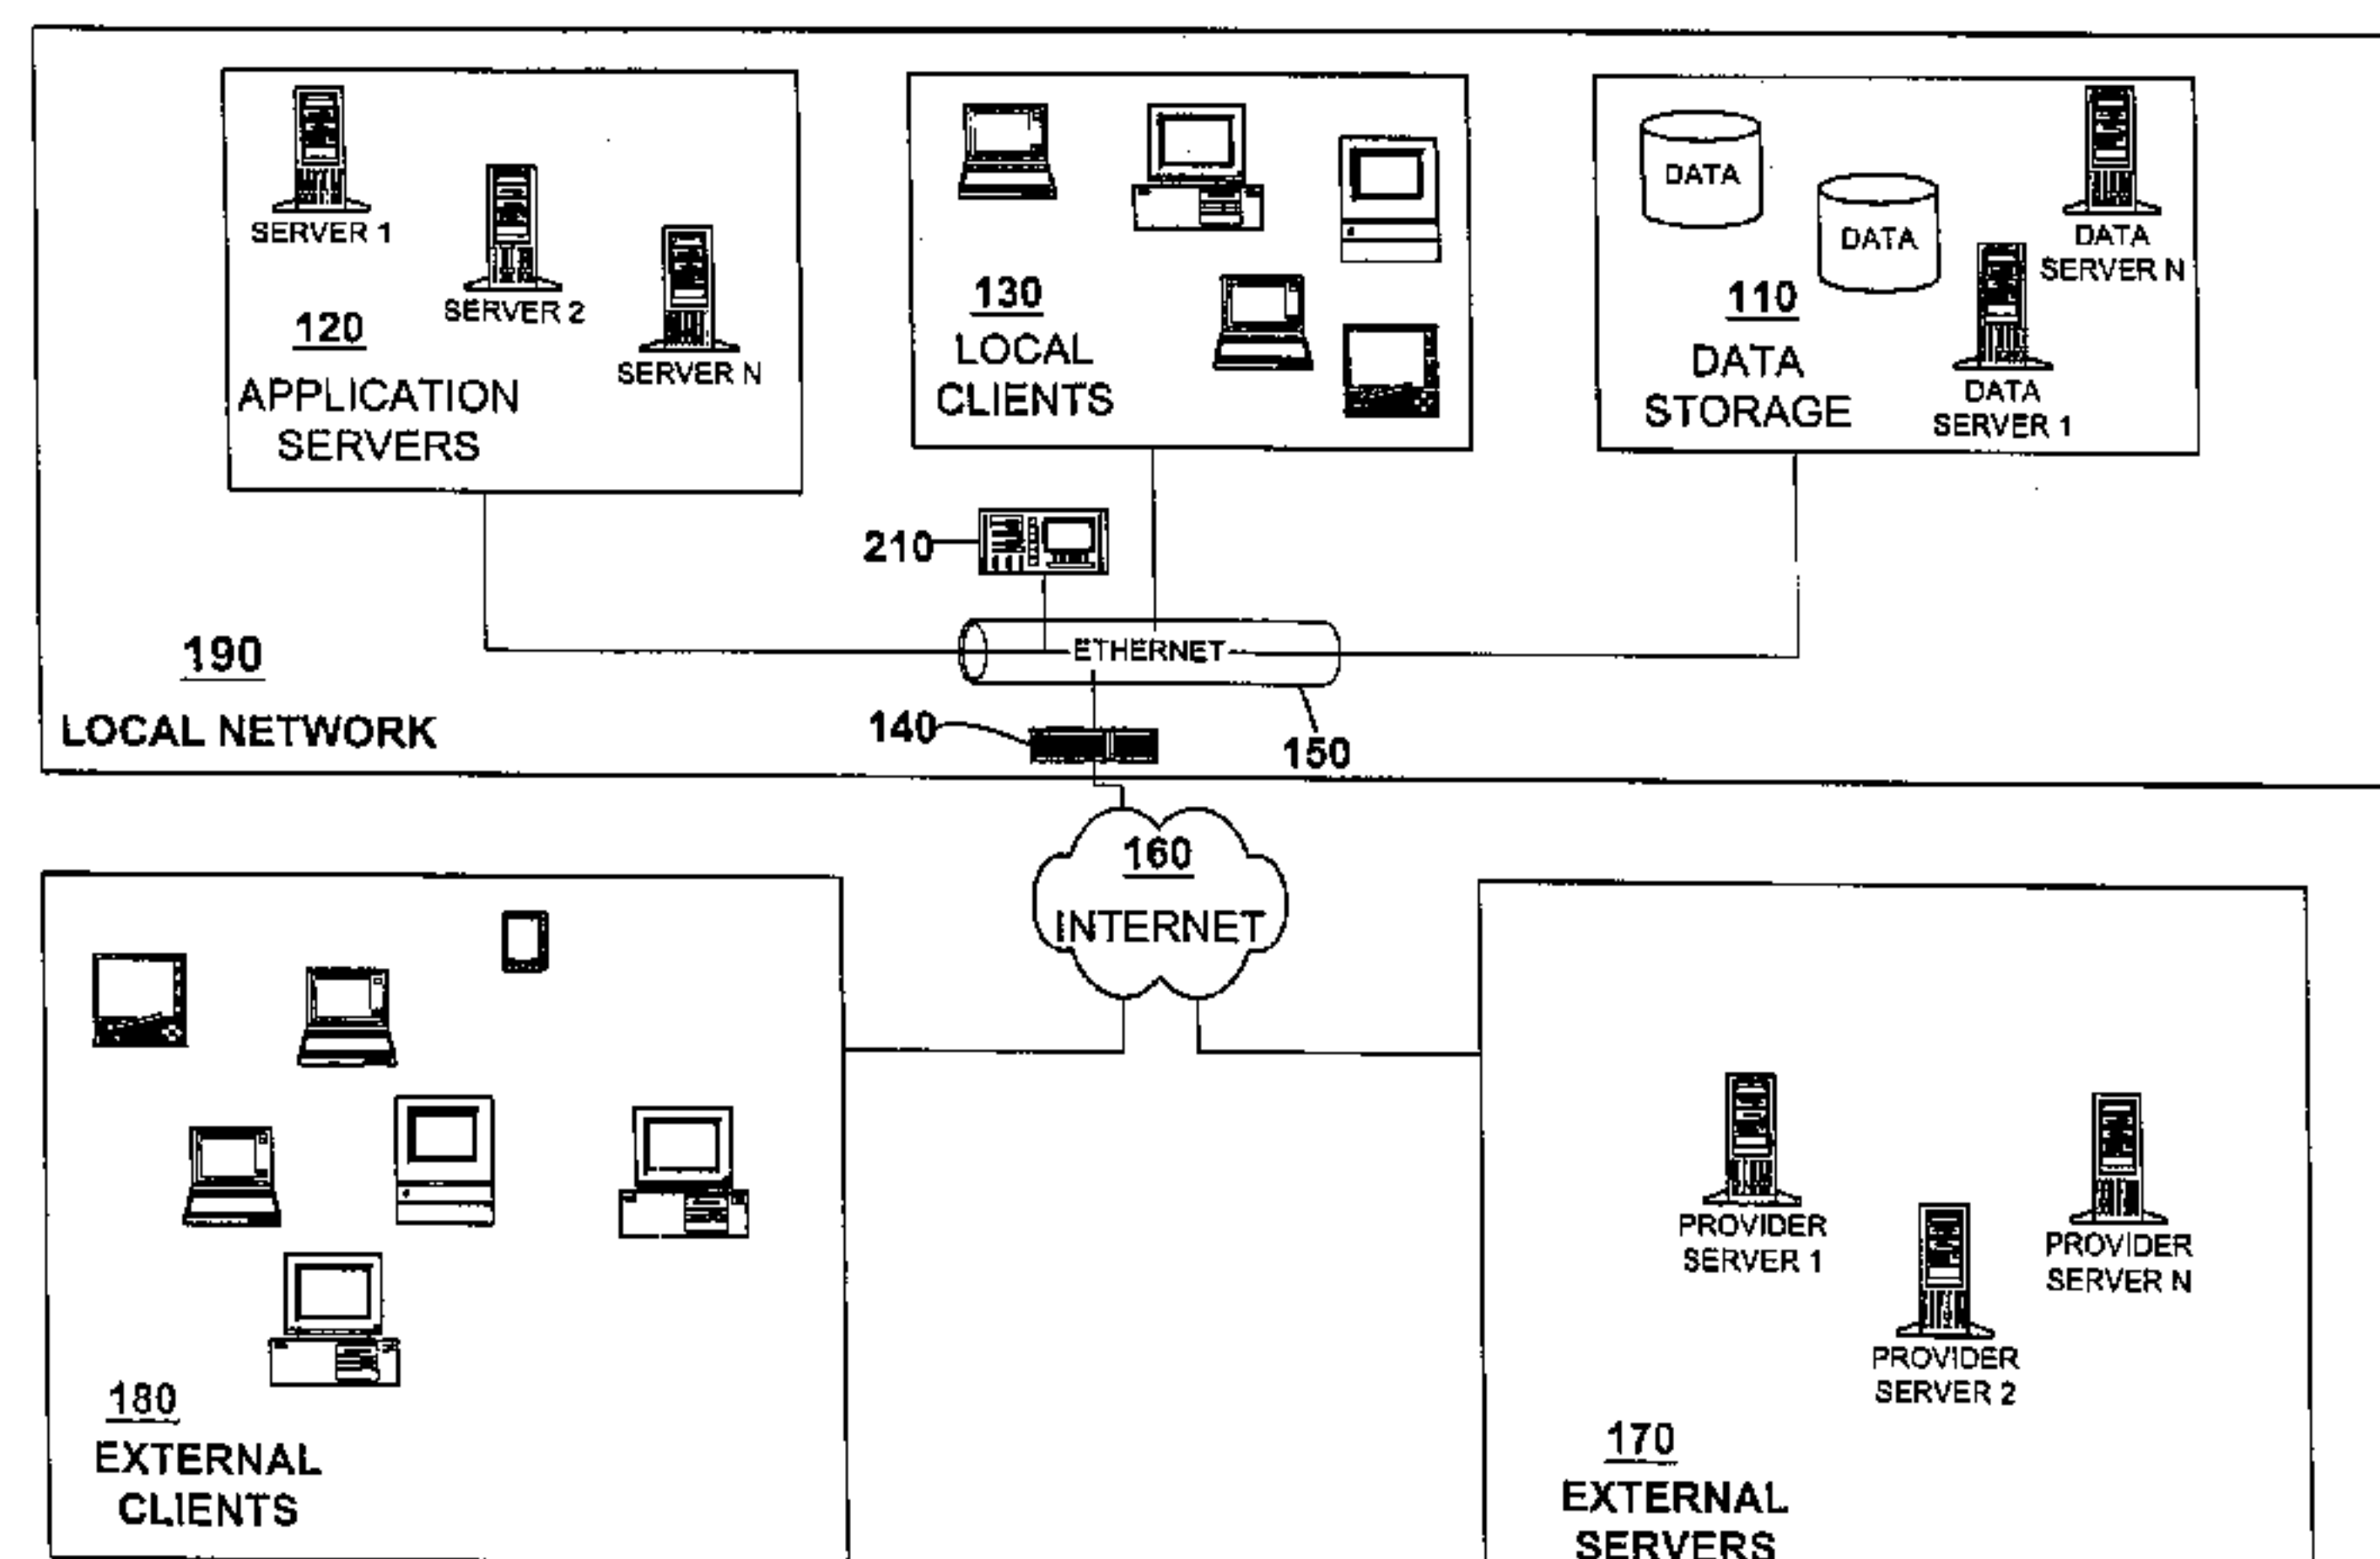 SERVER 1
SERVER 2
SERVER N
120
APPLICATION
SERVERS
130
LOCAL
CLIENTS
DATA
DATA
DATA
SERVER N
DATA
SERVER 1
110
DATA
STORAGE
210
ETHERNET
190
LOCAL NETWORK
140
150
160
INTERNET
180
EXTERNAL
CLIENTS
PROVIDER
SERVER 1
PROVIDER
SERVER 2
PROVIDER
SERVER N
170
EXTERNAL
SERVERS